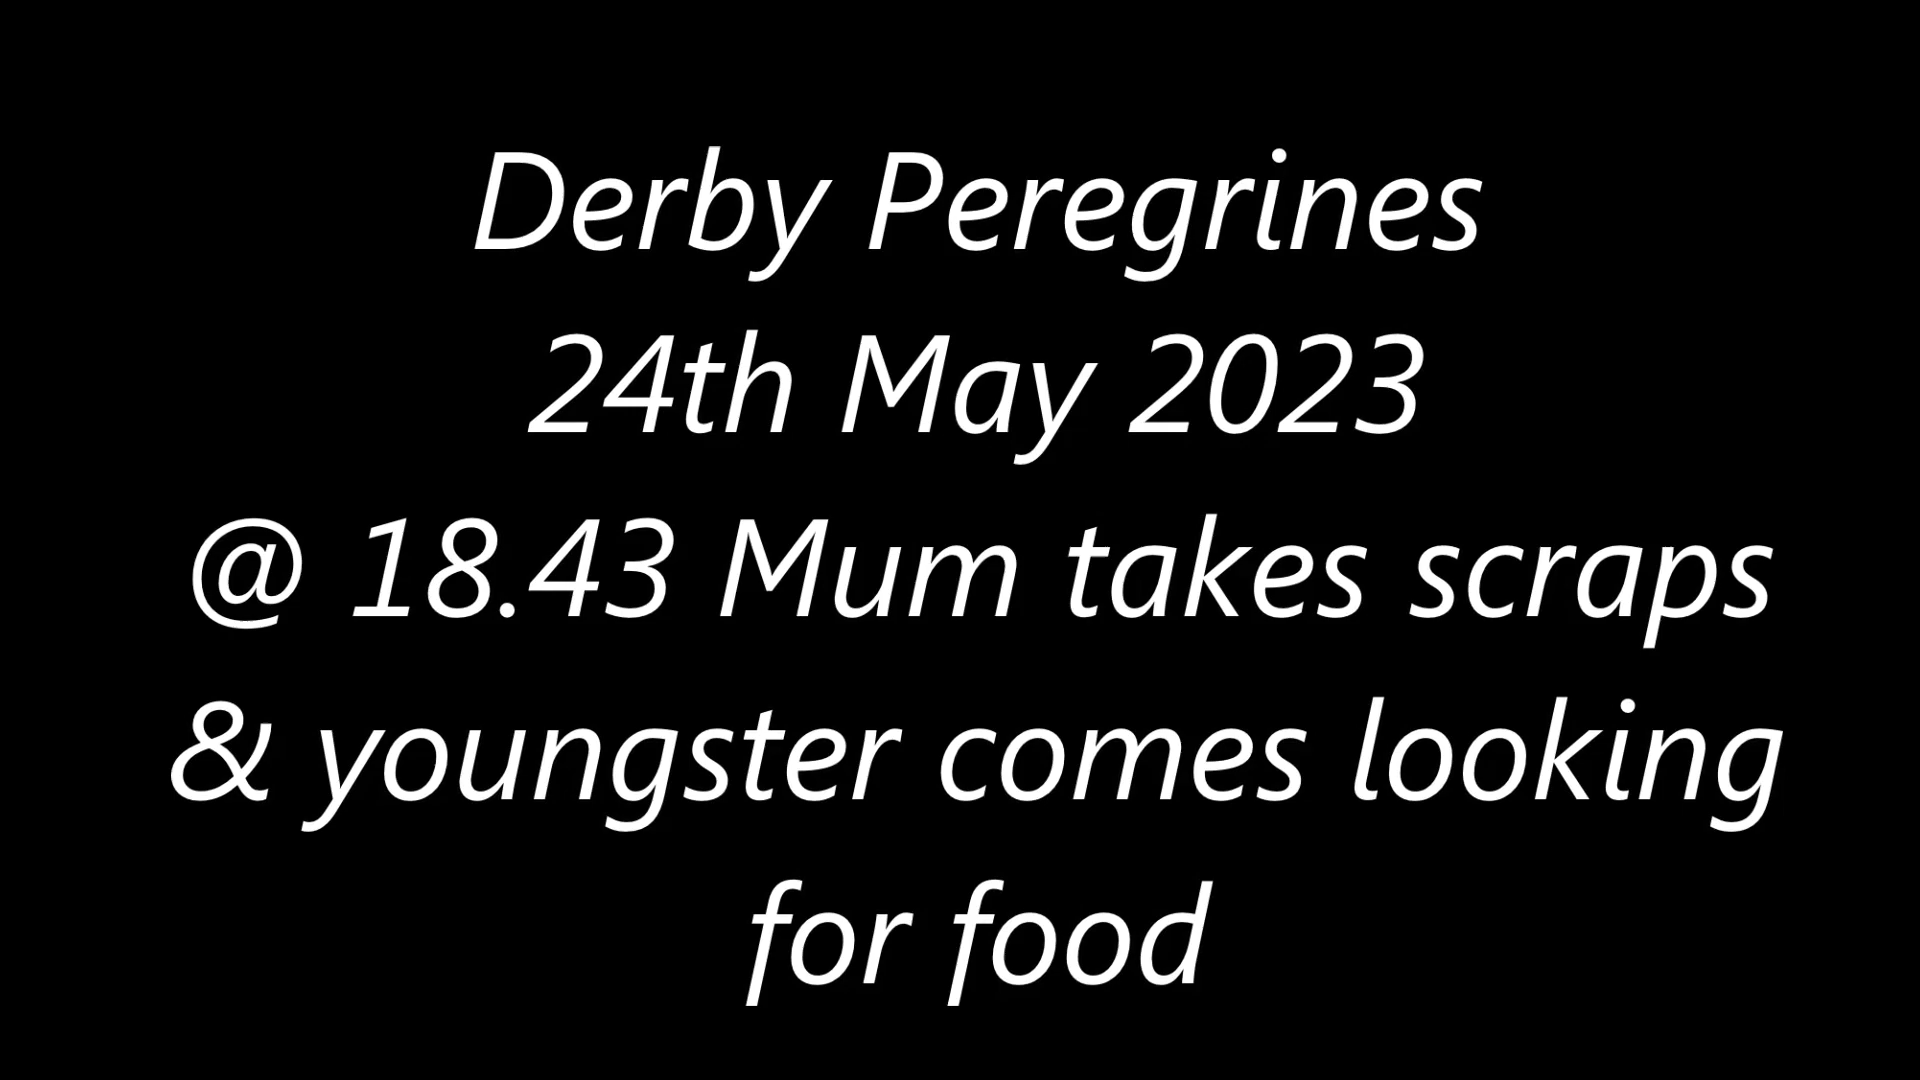 Derby Peregrines
24th May 2023
@ 18.43 Mum takes scraps
& youngster comes looking
for food